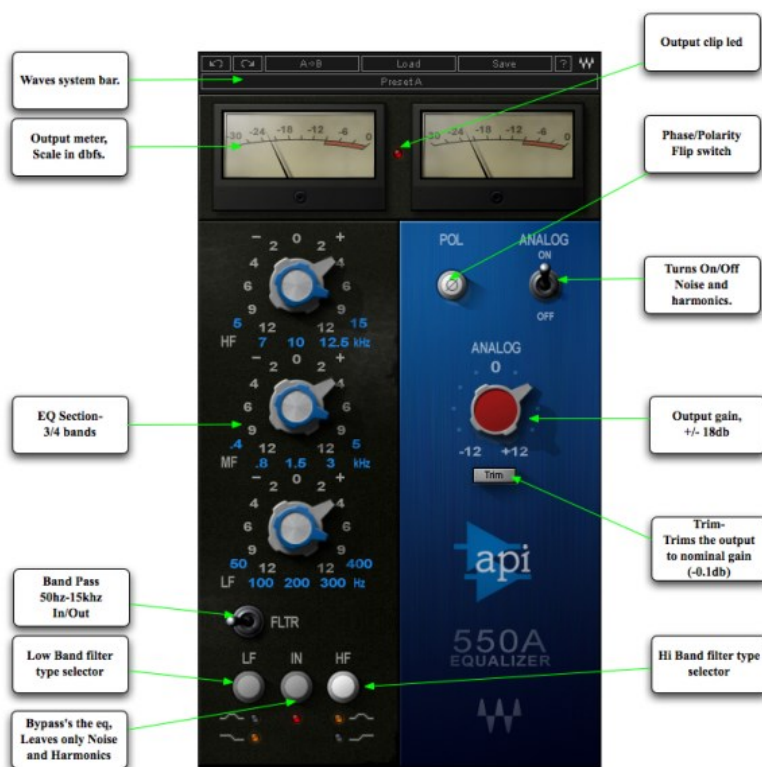 Output clip led
A÷B Load Save ?
Preset A
Waves system bar.
Output meter,
Scale in dbfs.
-30 -24 -18 -12 -6 0
-30 -24 -18 -12 -6 0
Phase/Polarity
Flip switch
POL ANALOG
ON
OFF
Turns On/Off
Noise and
harmonics.
- 0 +
2 2
4 4
6 6
9 9
5 12 12 15
HF 7 10 12.5 kHz
- +
2 0 2
4 4
6 6
9 9
.4 12 12 5
MF .8 1.5 3 kHz
2 0 2
4 4
6 6
9 9
50 12 12 400
LF 100 200 300 Hz
EQ Section-
3/4 bands
ANALOG
0
-12 +12
Trim
Output gain,
+/- 18db
Trim-
Trims the output
to nominal gain
(-0.1db)
api
550A
EQUALIZER
Band Pass
50hz-15khz
In/Out
FLTR
LF IN HF
Low Band filter
type selector
Hi Band filter type
selector
Bypass's the eq,
Leaves only Noise
and Harmonics